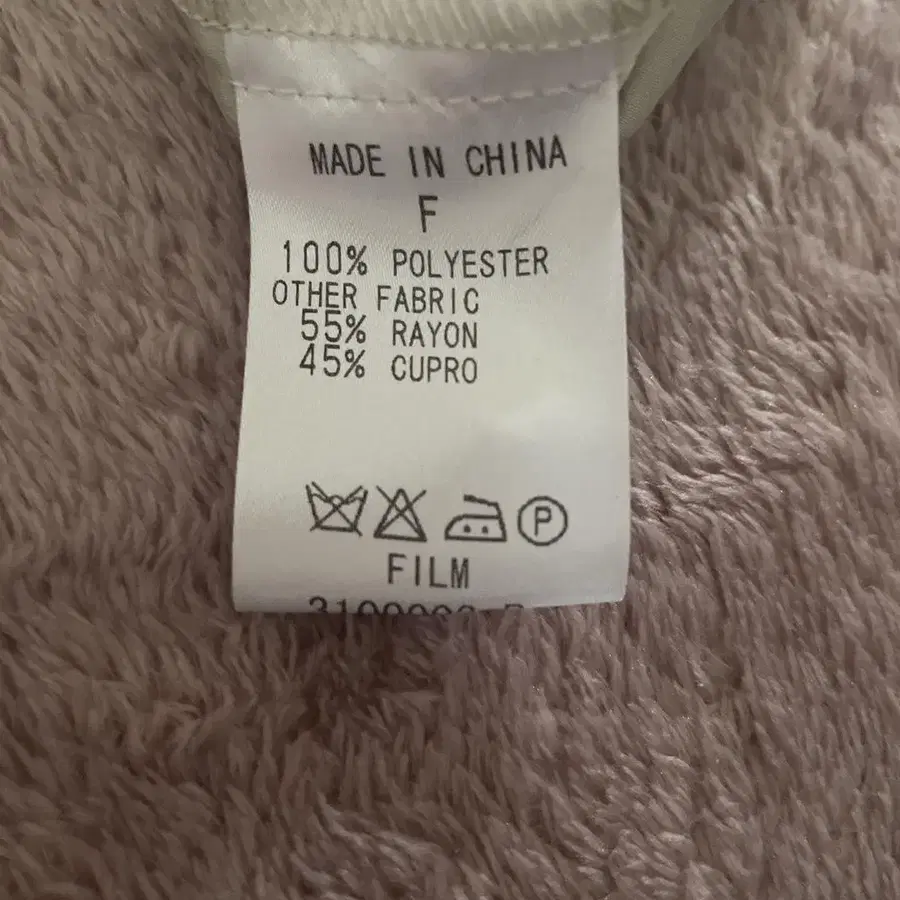 MADE IN CHINA
F
100% POLYESTER
OTHER FABRIC
55% RAYON
45% CUPRO
P
FILM